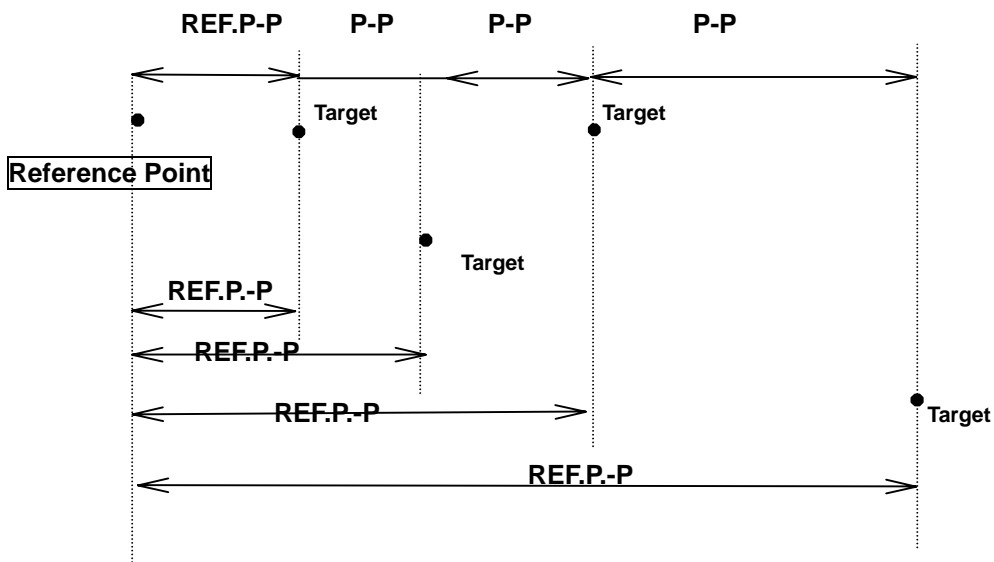 REF.P-P P-P P-P P-P
Target Target
Reference Point
Target
REF.P.-P
REF.P.-P
REF.P.-P
Target
REF.P.-P